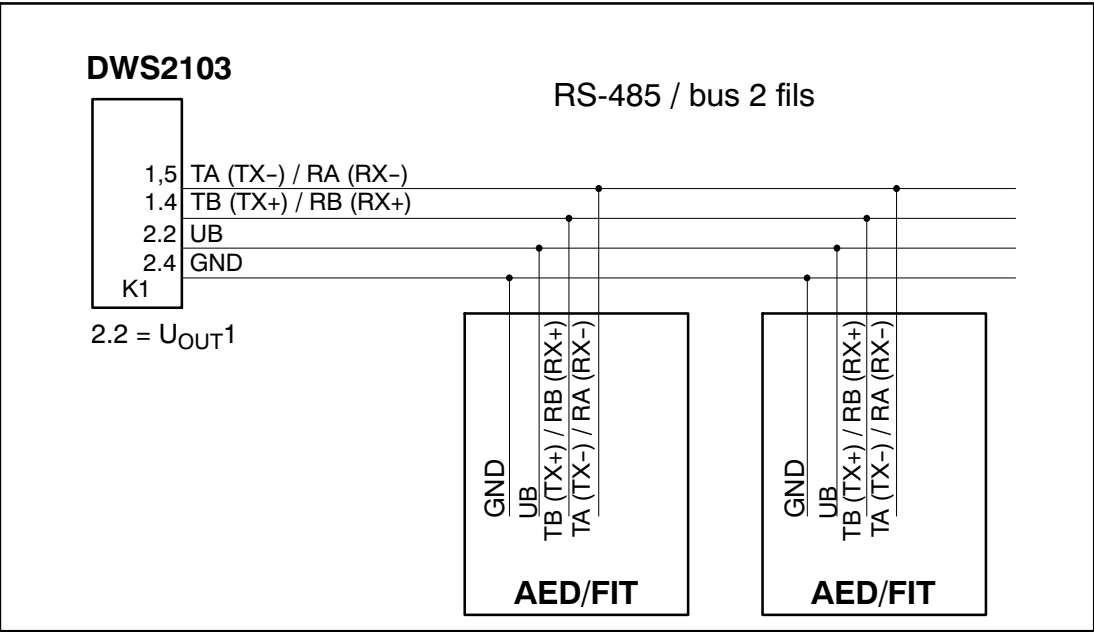 DWS2103
RS-485 / bus 2 fils
1,5 TA (TX−) / RA (RX−)
1.4 TB (TX+) / RB (RX+)
2.2 UB
2.4 GND
K1
2.2 = UOUT1
GND
UB
TB (TX+) / RB (RX+)
TA (TX−) / RA (RX−)
AED/FIT
GND
UB
TB (TX+) / RB (RX+)
TA (TX−) / RA (RX−)
AED/FIT